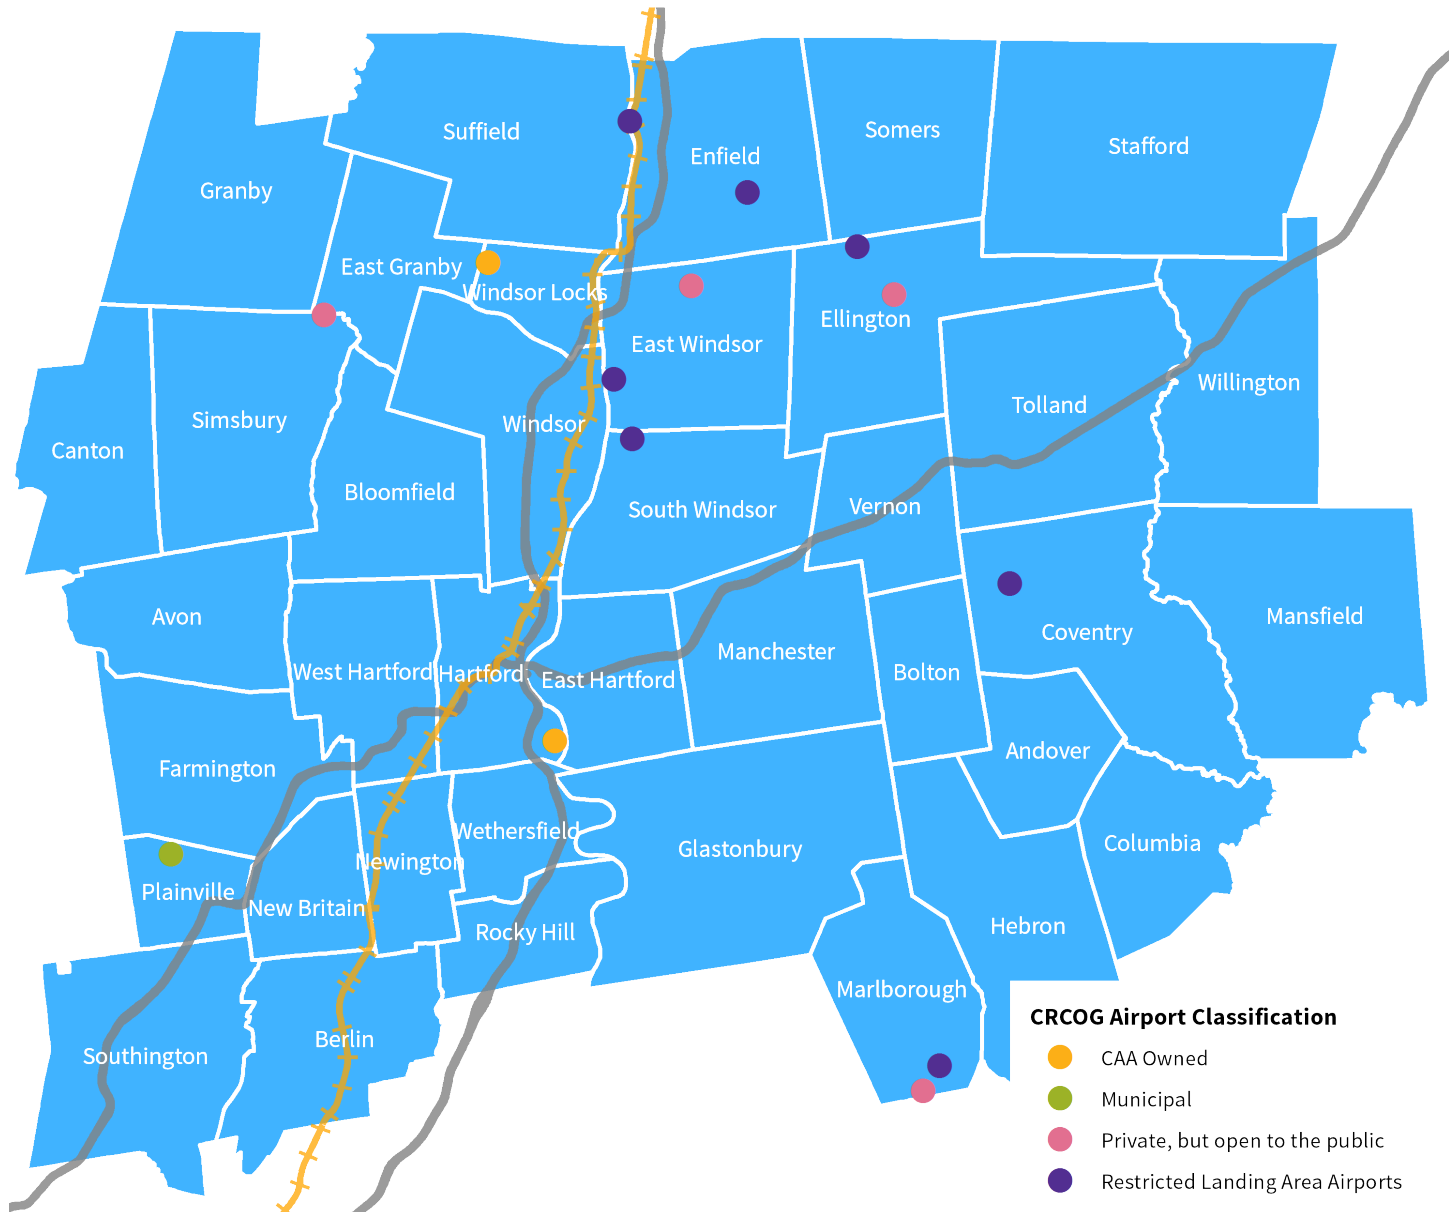 Suffield
Somers
Stafford
Enfield
Granby
East Granby
Windsor Locks
Ellington
East Windsor
Willington
Tolland
Simsbury
Windsor
Canton
Bloomfield
Vernon
South Windsor
Avon
Mansfield
Coventry
Manchester
West Hartford
Hartford
East Hartford
Bolton
Andover
Farmington
Wethersfield
Columbia
Glastonbury
Newington
Plainville
New Britain
Hebron
Rocky Hill
Marlborough
Berlin
Southington
CRCOG Airport Classification
CAA Owned
Municipal
Private, but open to the public
Restricted Landing Area Airports